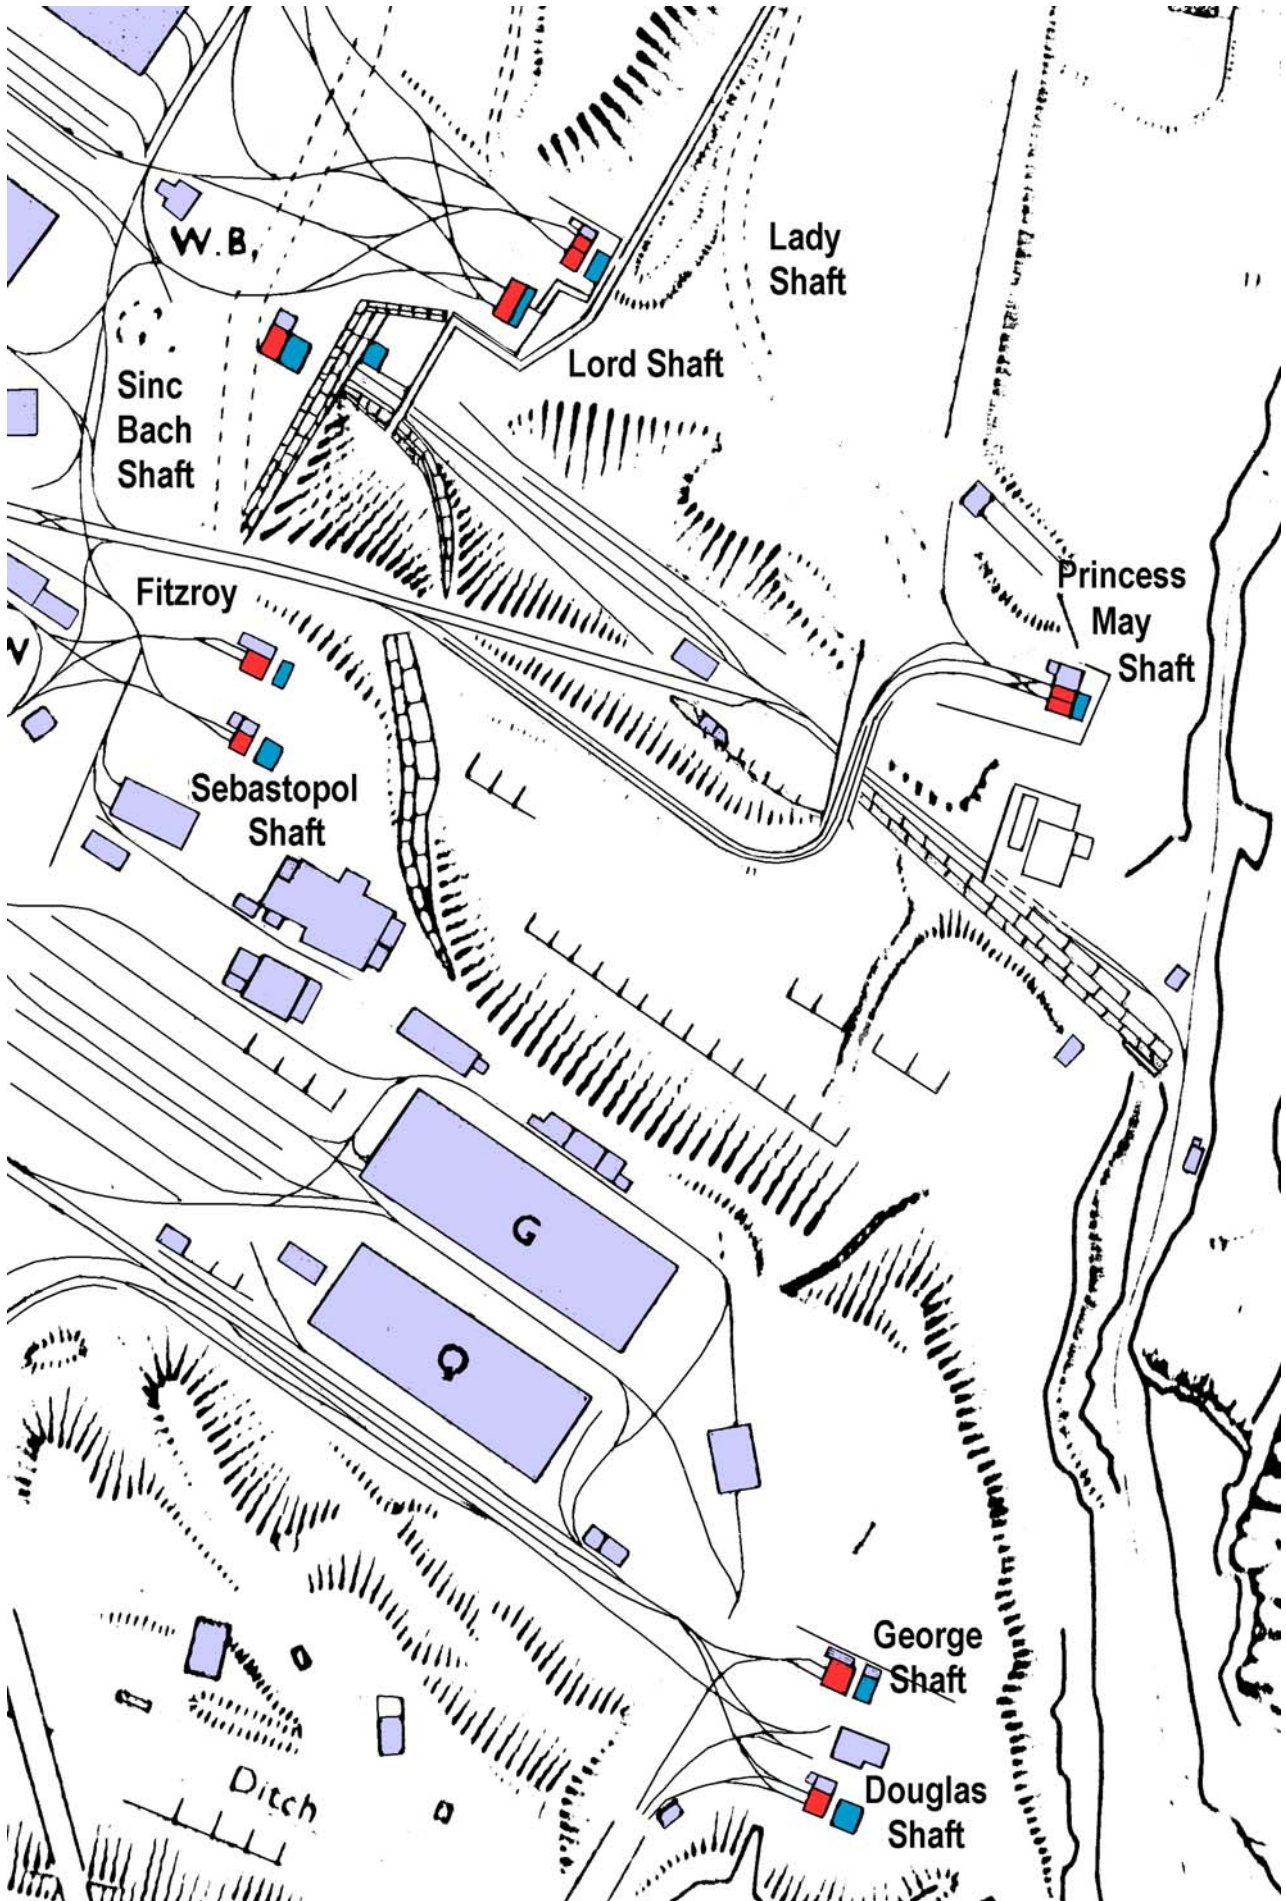 W.B.
Lady
Shaft
Lord Shaft
Sinc
Bach
Shaft
Fitzroy
Princess
May
Shaft
Sebastopol
Shaft
G
Q
George
Shaft
Douglas
Shaft
Ditch